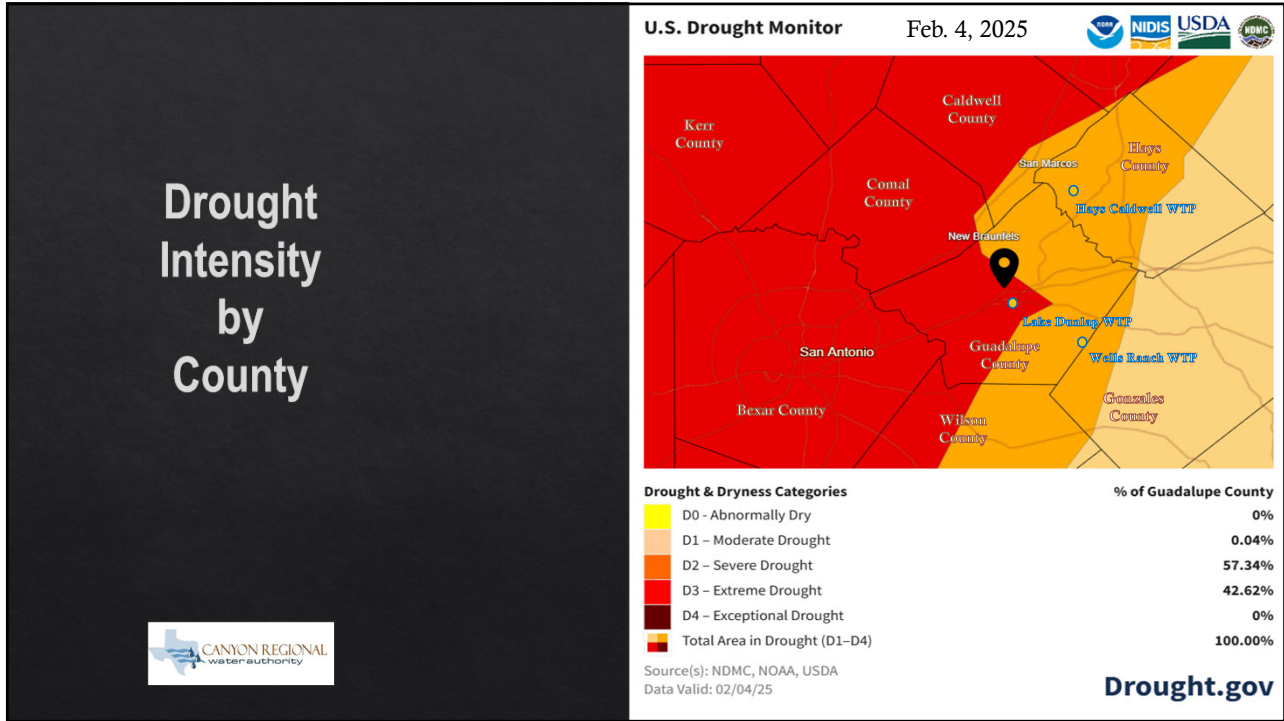 Drought
Intensity
by
County
CANYON REGIONAL
water authority
U.S. Drought Monitor
Feb. 4, 2025
NOAA
NIDIS
USDA
NDMC
Kerr
County
Caldwell
County
Hays
County
San Marcos
Comal
County
Hays Caldwell WTP
New Braunfels
Lake Dunlap WTP
San Antonio
Guadalupe
County
Wells Ranch WTP
Bexar County
Gonzales
County
Wilson
County
Drought & Dryness Categories % of Guadalupe County
D0 - Abnormally Dry 0%
D1 – Moderate Drought 0.04%
D2 – Severe Drought 57.34%
D3 – Extreme Drought 42.62%
D4 – Exceptional Drought 0%
Total Area in Drought (D1–D4) 100.00%
Source(s): NDMC, NOAA, USDA
Data Valid: 02/04/25
Drought.gov